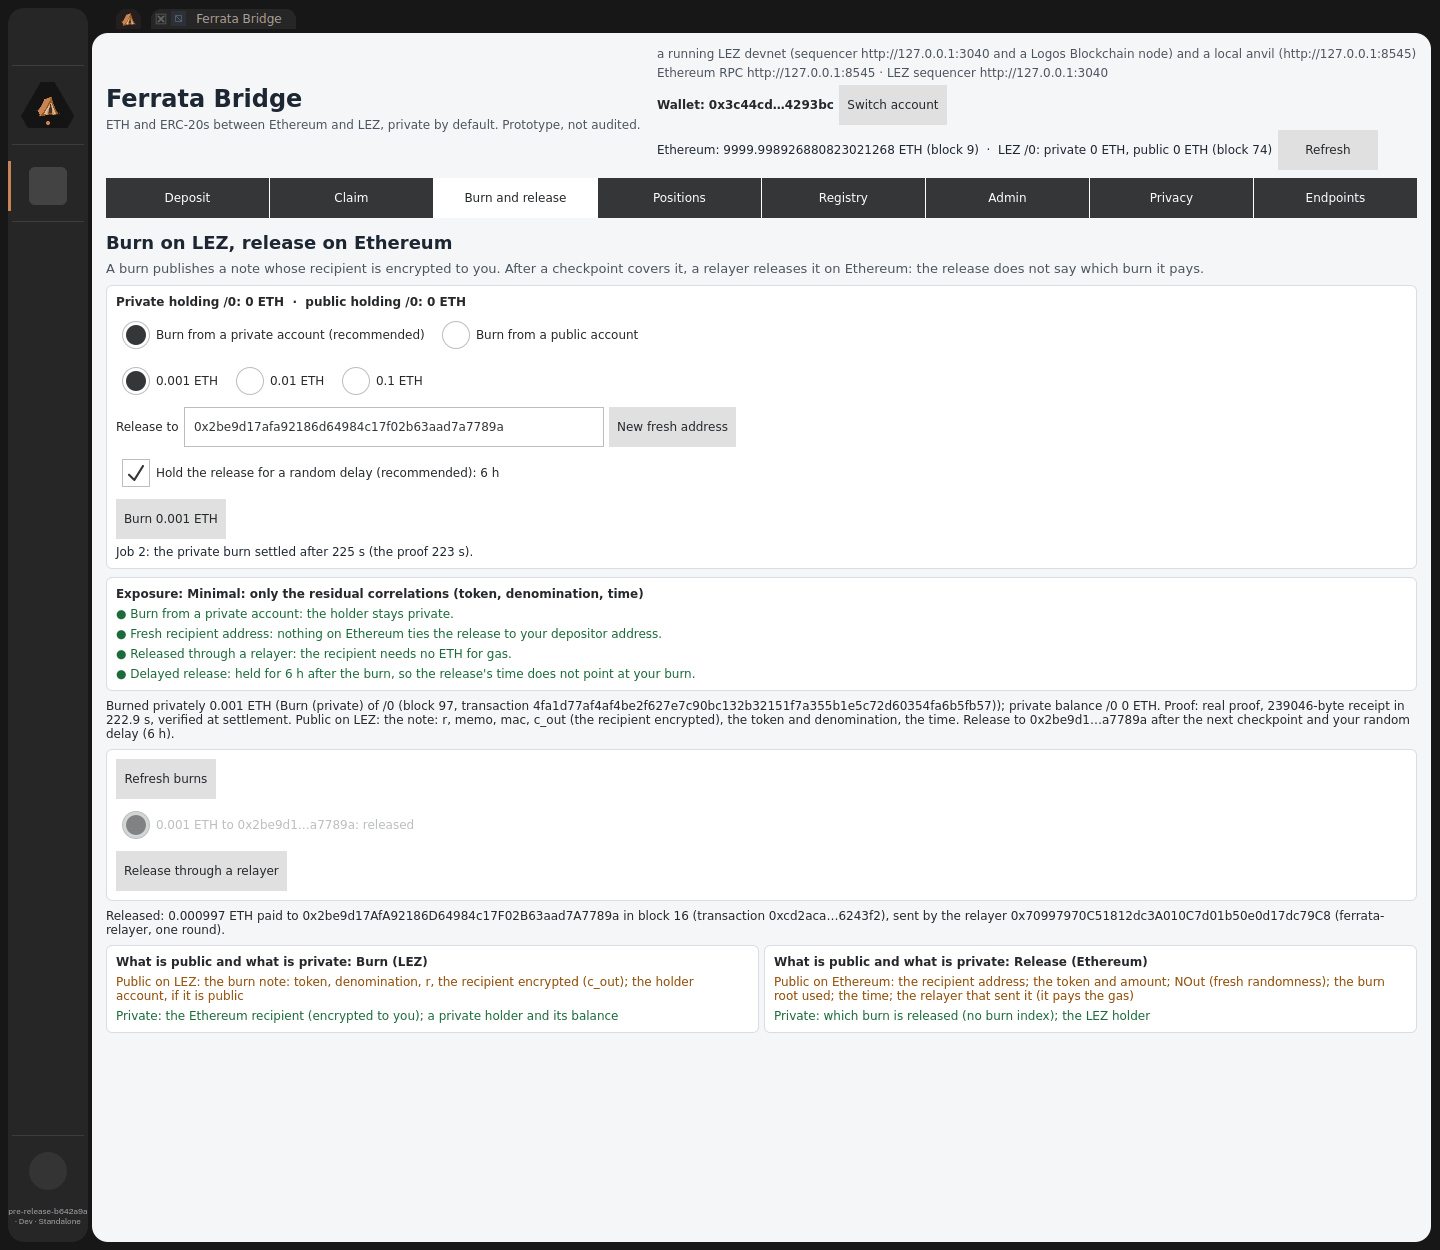 Ferrata Bridge
a running LEZ devnet (sequencer http://127.0.0.1:3040 and a Logos Blockchain node) and a local anvil (http://127.0.0.1:8545)
Ethereum RPC http://127.0.0.1:8545 · LEZ sequencer http://127.0.0.1:3040
Ferrata Bridge
ETH and ERC-20s between Ethereum and LEZ, private by default. Prototype, not audited.
Wallet: 0x3c44cd…4293bc Switch account
Ethereum: 9999.998926880823021268 ETH (block 9) · LEZ /0: private 0 ETH, public 0 ETH (block 74) Refresh
Deposit Claim Burn and release Positions Registry Admin Privacy Endpoints
Burn on LEZ, release on Ethereum
A burn publishes a note whose recipient is encrypted to you. After a checkpoint covers it, a relayer releases it on Ethereum: the release does not say which burn it pays.
Private holding /0: 0 ETH · public holding /0: 0 ETH
Burn from a private account (recommended) Burn from a public account
0.001 ETH 0.01 ETH 0.1 ETH
Release to 0x2be9d17afa92186d64984c17f02b63aad7a7789a New fresh address
Hold the release for a random delay (recommended): 6 h
Burn 0.001 ETH
Job 2: the private burn settled after 225 s (the proof 223 s).
Exposure: Minimal: only the residual correlations (token, denomination, time)
● Burn from a private account: the holder stays private.
● Fresh recipient address: nothing on Ethereum ties the release to your depositor address.
● Released through a relayer: the recipient needs no ETH for gas.
● Delayed release: held for 6 h after the burn, so the release's time does not point at your burn.
Burned privately 0.001 ETH (Burn (private) of /0 (block 97, transaction 4fa1d77af4af4be2f627e7c90bc132b32151f7a355b1e5c72d60354fa6b5fb57)); private balance /0 0 ETH. Proof: real proof, 239046-byte receipt in
222.9 s, verified at settlement. Public on LEZ: the note: r, memo, mac, c_out (the recipient encrypted), the token and denomination, the time. Release to 0x2be9d1…a7789a after the next checkpoint and your random
delay (6 h).
Refresh burns
0.001 ETH to 0x2be9d1…a7789a: released
Release through a relayer
Released: 0.000997 ETH paid to 0x2be9d17AfA92186D64984c17F02B63aad7A7789a in block 16 (transaction 0xcd2aca…6243f2), sent by the relayer 0x70997970C51812dc3A010C7d01b50e0d17dc79C8 (ferrata-
relayer, one round).
What is public and what is private: Burn (LEZ)
Public on LEZ: the burn note: token, denomination, r, the recipient encrypted (c_out); the holder
account, if it is public
Private: the Ethereum recipient (encrypted to you); a private holder and its balance
What is public and what is private: Release (Ethereum)
Public on Ethereum: the recipient address; the token and amount; NOut (fresh randomness); the burn
root used; the time; the relayer that sent it (it pays the gas)
Private: which burn is released (no burn index); the LEZ holder
pre-release-b642a9a
· Dev · Standalone